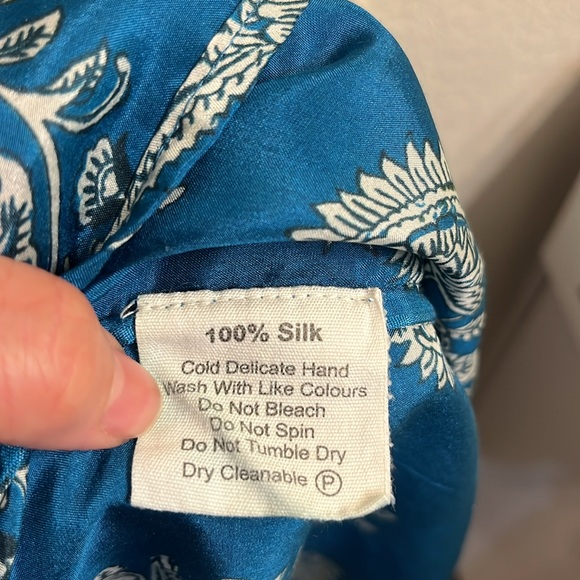 100% Silk
Cold Delicate Hand
Wash With Like Colours
Do Not Bleach
Do Not Spin
Do Not Tumble Dry
Dry Cleanable Ⓟ